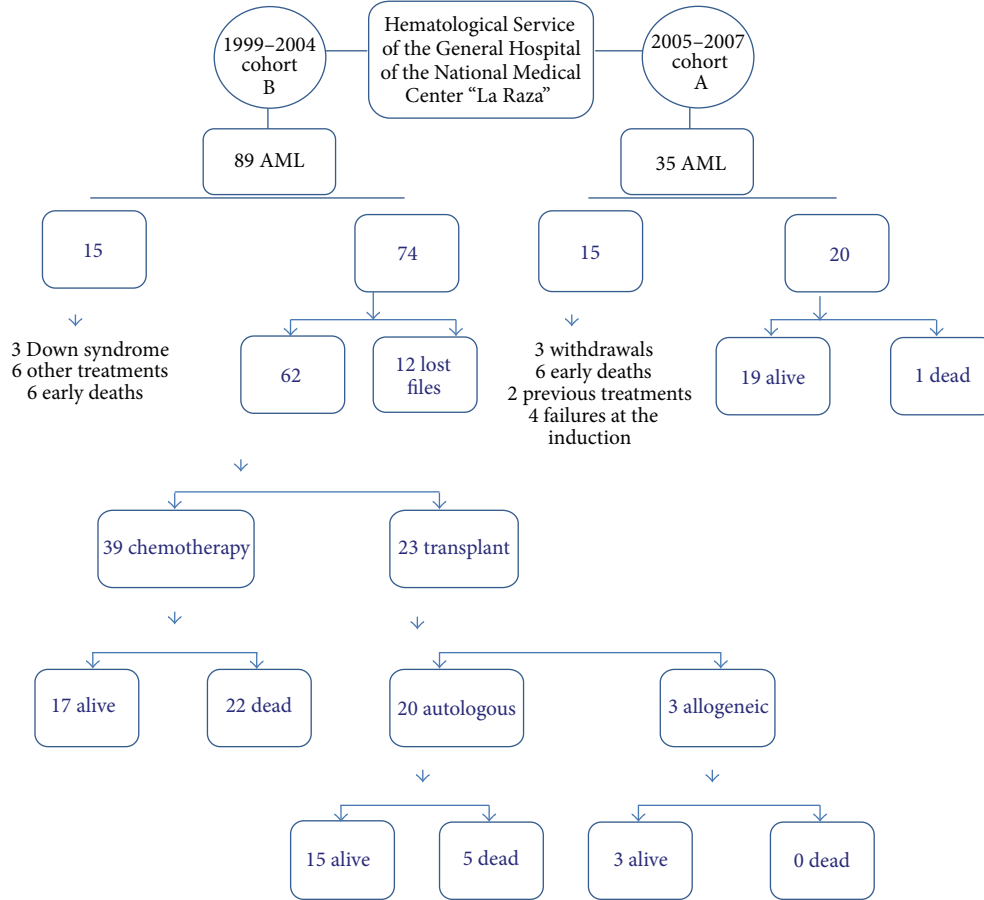 Hematological Service
of the General Hospital
of the National Medical
Center “La Raza”
1999–2004
cohort
B
2005–2007
cohort
A
89 AML
35 AML
15
74
15
20
3 Down syndrome
6 other treatments
6 early deaths
62
12 lost
files
3 withdrawals
6 early deaths
2 previous treatments
4 failures at the
induction
19 alive
1 dead
39 chemotherapy
23 transplant
17 alive
22 dead
20 autologous
3 allogeneic
15 alive
5 dead
3 alive
0 dead